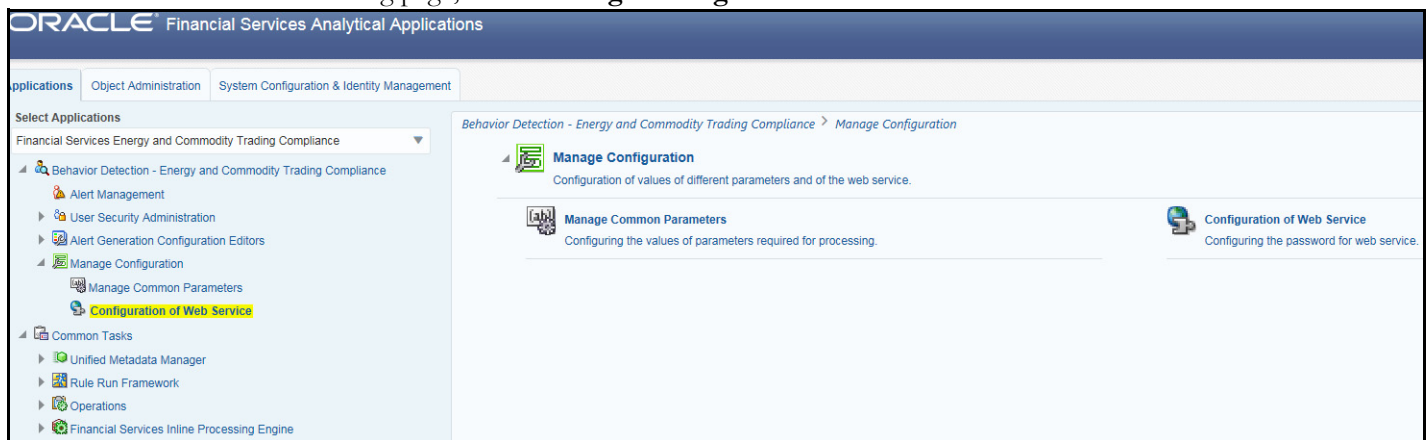 ORACLE® Financial Services Analytical Applications
Applications Object Administration System Configuration & Identity Management
Select Applications
Financial Services Energy and Commodity Trading Compliance
Behavior Detection - Energy and Commodity Trading Compliance
Alert Management
User Security Administration
Alert Generation Configuration Editors
Manage Configuration
Manage Common Parameters
Configuration of Web Service
Common Tasks
Unified Metadata Manager
Rule Run Framework
Operations
Financial Services Inline Processing Engine
Behavior Detection - Energy and Commodity Trading Compliance > Manage Configuration
Manage Configuration
Configuration of values of different parameters and of the web service.
Manage Common Parameters
Configuring the values of parameters required for processing.
Configuration of Web Service
Configuring the password for web service.